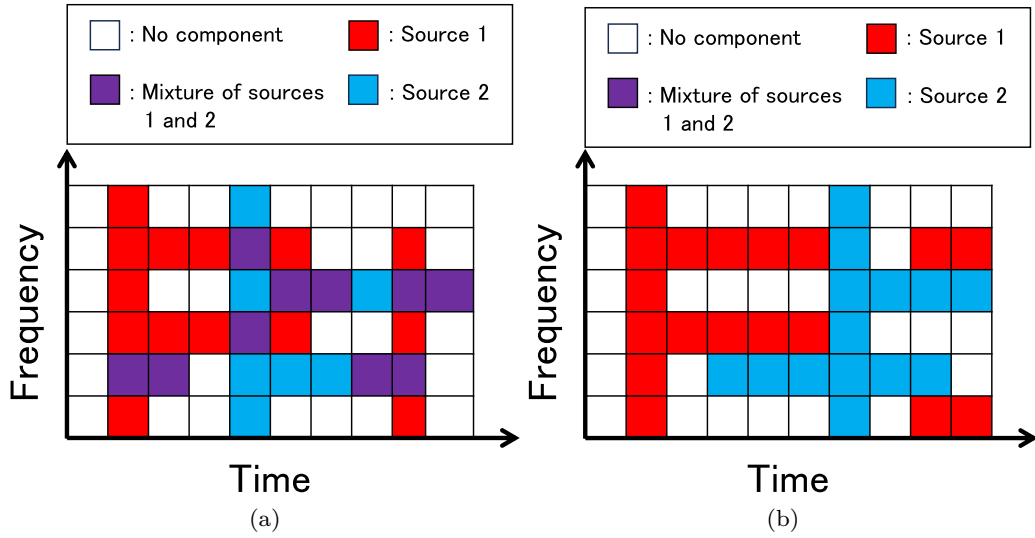 : No component
: Source 1
: Mixture of sources
1 and 2
: Source 2
Frequency
Time
(a)
: No component
: Source 1
: Mixture of sources
1 and 2
: Source 2
Frequency
Time
(b)